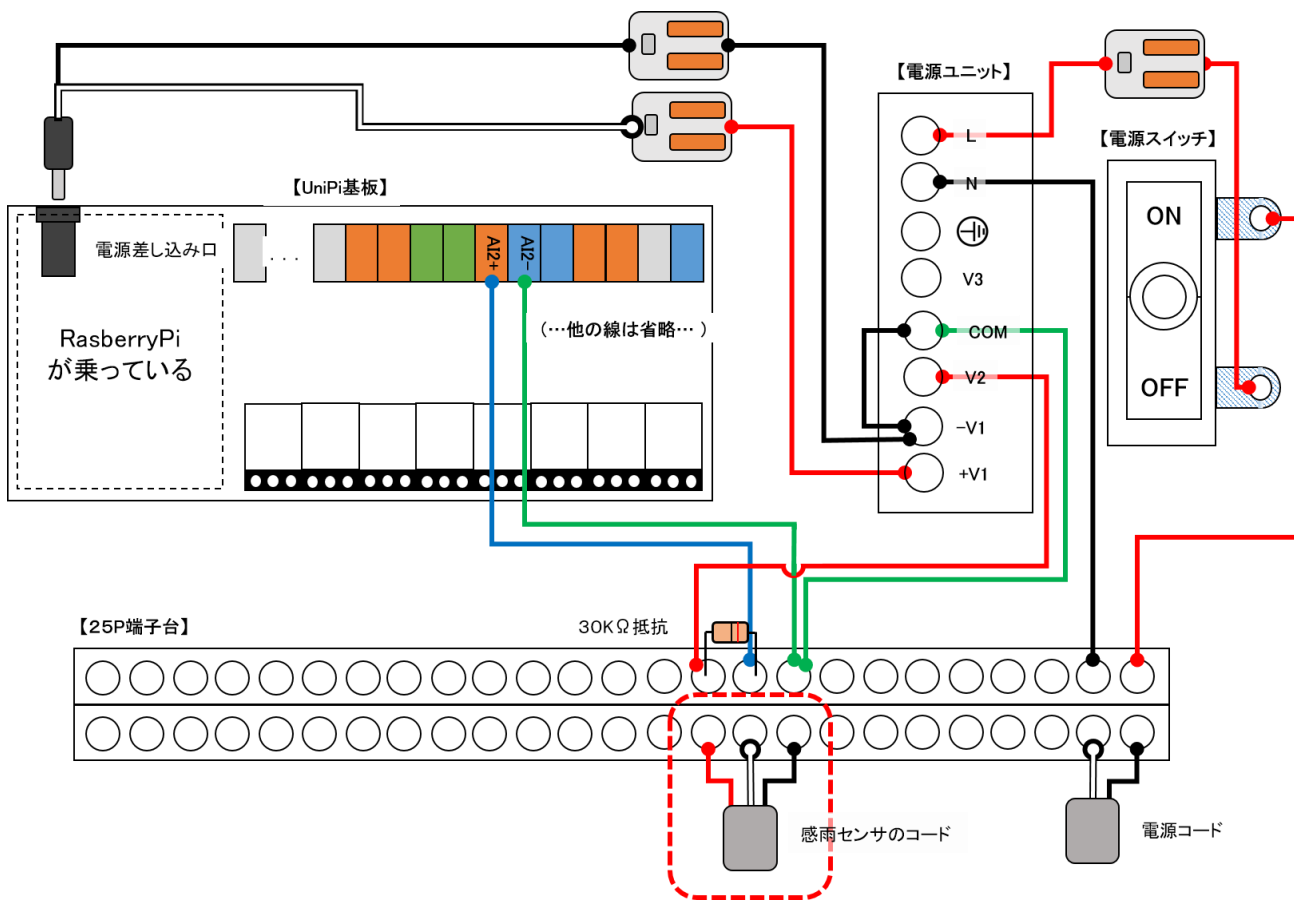 【電源ユニット】
L
【電源スイッチ】
N
【UniPi基板】
ON
電源差し込み口
. . .
AI2+
AI2-
V3
(…他の線は省略…)
COM
RasberryPi
が乗っている
V2
OFF
-V1
+V1
【25P端子台】
30KΩ抵抗
感雨センサのコード
電源コード